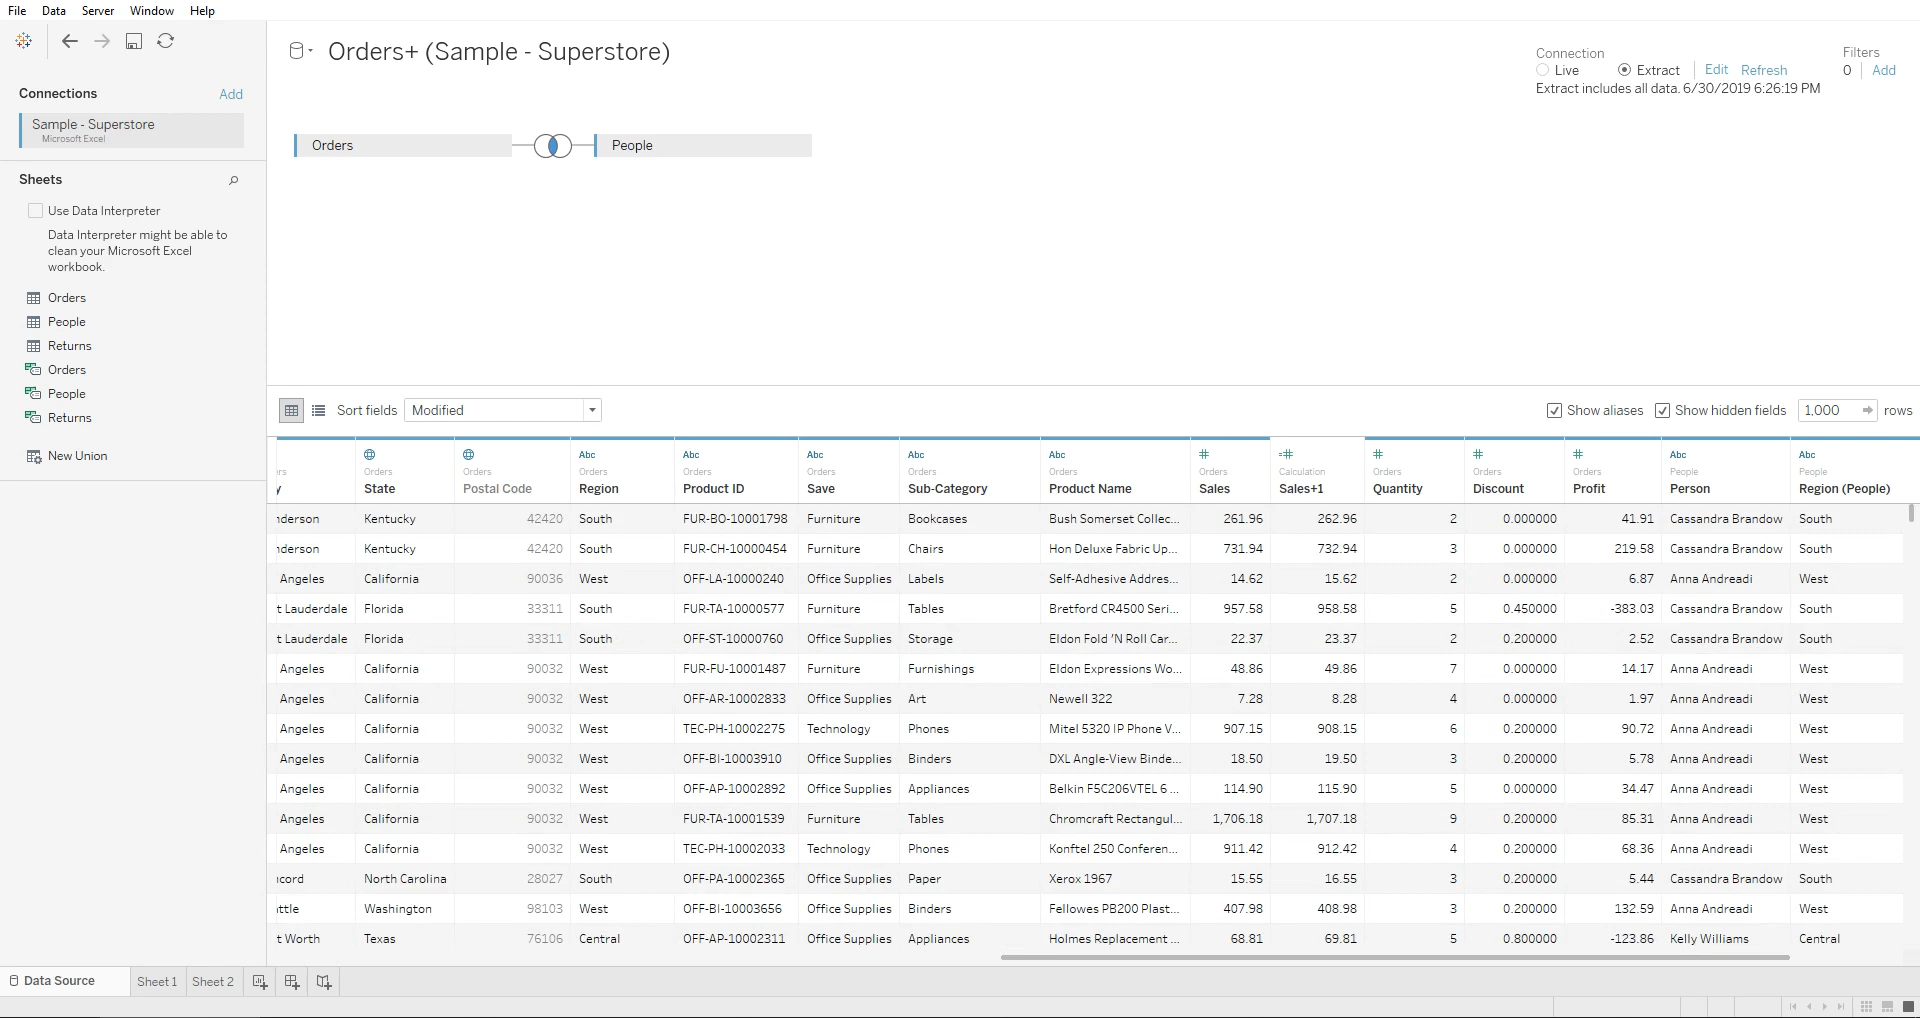 File Data Server Window Help
Orders+ (Sample - Superstore)
Connection
Live Extract Edit Refresh
Extract includes all data. 6/30/2019 6:26:19 PM
Filters
0 Add
Connections Add
Sample - Superstore
Microsoft Excel
Sheets
Use Data Interpreter
Data Interpreter might be able to
clean your Microsoft Excel
workbook.
Orders
People
Returns
Orders
People
Returns
New Union
Orders People
Sort fields Modified Show aliases Show hidden fields 1,000 rows
Abc Abc Abc Abc Abc # =# # # # Abc Abc
rs Orders Orders Orders Orders Orders Orders Orders Orders Calculation Orders Orders Orders People People
y State Postal Code Region Product ID Save Sub-Category Product Name Sales Sales+1 Quantity Discount Profit Person Region (People)
nderson Kentucky 42420 South FUR-BO-10001798 Furniture Bookcases Bush Somerset Collec... 261.96 262.96 2 0.000000 41.91 Cassandra Brandow South
nderson Kentucky 42420 South FUR-CH-10000454 Furniture Chairs Hon Deluxe Fabric Up... 731.94 732.94 3 0.000000 219.58 Cassandra Brandow South
Angeles California 90036 West OFF-LA-10000240 Office Supplies Labels Self-Adhesive Addres... 14.62 15.62 2 0.000000 6.87 Anna Andreadi West
t Lauderdale Florida 33311 South FUR-TA-10000577 Furniture Tables Bretford CR4500 Seri... 957.58 958.58 5 0.450000 -383.03 Cassandra Brandow South
t Lauderdale Florida 33311 South OFF-ST-10000760 Office Supplies Storage Eldon Fold 'N Roll Car... 22.37 23.37 2 0.200000 2.52 Cassandra Brandow South
Angeles California 90032 West FUR-FU-10001487 Furniture Furnishings Eldon Expressions Wo... 48.86 49.86 7 0.000000 14.17 Anna Andreadi West
Angeles California 90032 West OFF-AR-10002833 Office Supplies Art Newell 322 7.28 8.28 4 0.000000 1.97 Anna Andreadi West
Angeles California 90032 West TEC-PH-10002275 Technology Phones Mitel 5320 IP Phone V... 907.15 908.15 6 0.200000 90.72 Anna Andreadi West
Angeles California 90032 West OFF-BI-10003910 Office Supplies Binders DXL Angle-View Binde... 18.50 19.50 3 0.200000 5.78 Anna Andreadi West
Angeles California 90032 West OFF-AP-10002892 Office Supplies Appliances Belkin F5C206VTEL 6 ... 114.90 115.90 5 0.000000 34.47 Anna Andreadi West
Angeles California 90032 West FUR-TA-10001539 Furniture Tables Chromcraft Rectangul... 1,706.18 1,707.18 9 0.200000 85.31 Anna Andreadi West
Angeles California 90032 West TEC-PH-10002033 Technology Phones Konftel 250 Conferen... 911.42 912.42 4 0.200000 68.36 Anna Andreadi West
ncord North Carolina 28027 South OFF-PA-10002365 Office Supplies Paper Xerox 1967 15.55 16.55 3 0.200000 5.44 Cassandra Brandow South
ttle Washington 98103 West OFF-BI-10003656 Office Supplies Binders Fellowes PB200 Plast... 407.98 408.98 3 0.200000 132.59 Anna Andreadi West
t Worth Texas 76106 Central OFF-AP-10002311 Office Supplies Appliances Holmes Replacement ... 68.81 69.81 5 0.800000 -123.86 Kelly Williams Central
Data Source Sheet 1 Sheet 2